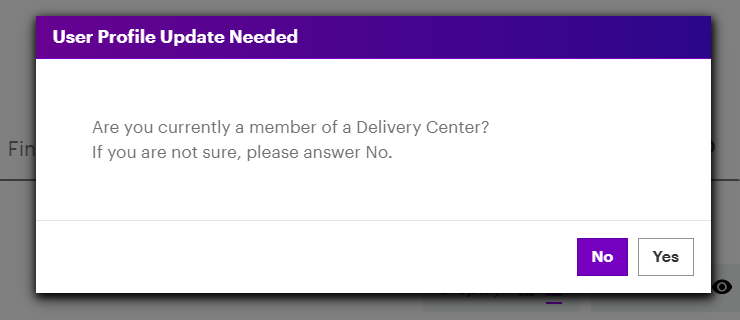 User Profile Update Needed
Are you currently a member of a Delivery Center?
If you are not sure, please answer No.
Fin
No
Yes